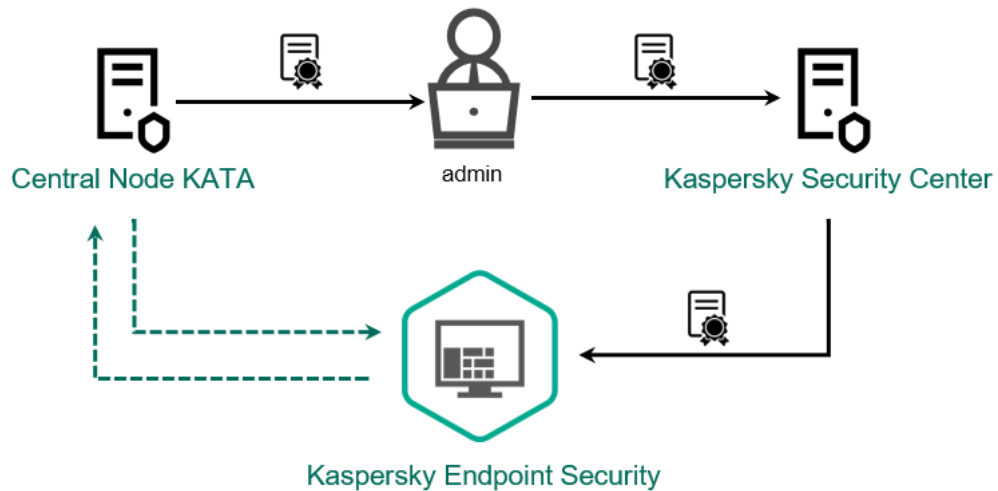 admin
Central Node KATA
Kaspersky Security Center
Kaspersky Endpoint Security